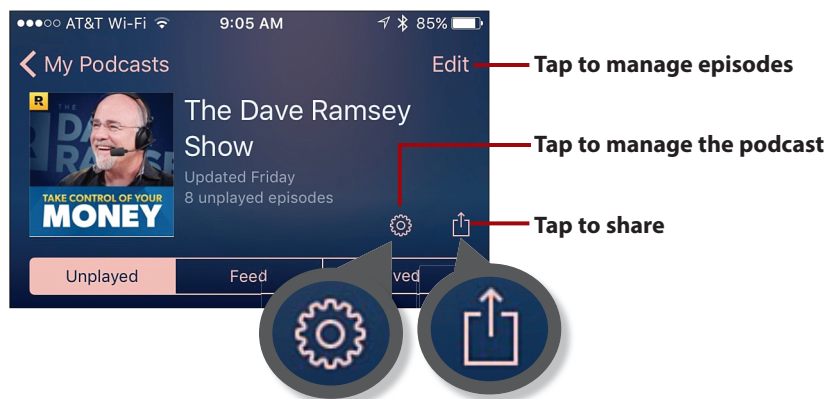 AT&T Wi-Fi 9:05 AM 85%
My Podcasts Edit
Tap to manage episodes
R
THE
The Dave Ramsey
Show
Tap to manage the podcast
Updated Friday
8 unplayed episodes
TAKE CONTROL OF YOUR
MONEY
Tap to share
Unplayed Feed ved